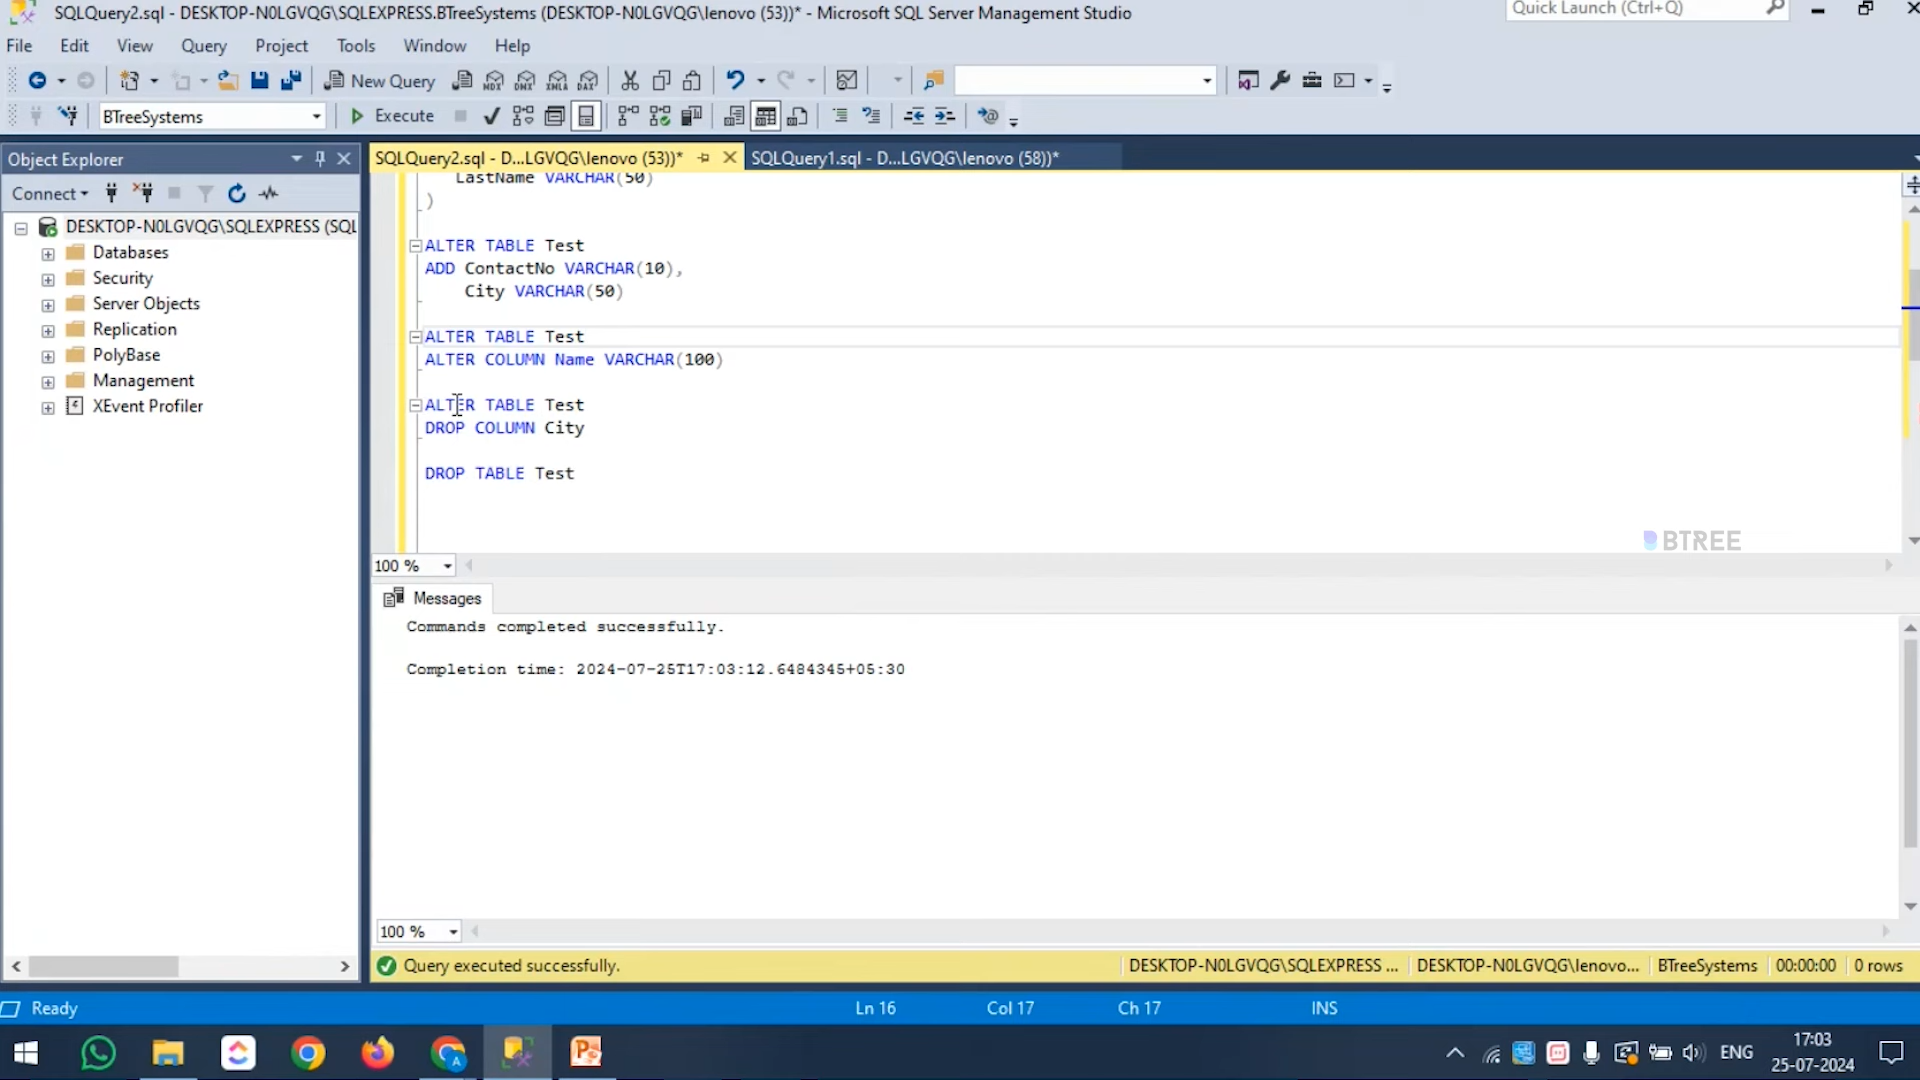 SQLQuery2.sql - DESKTOP-N0LGVQG\SQLEXPRESS.BTreeSystems (DESKTOP-N0LGVQG\lenovo (53))* - Microsoft SQL Server Management Studio
Quick Launch (Ctrl+Q)
File Edit View Query Project Tools Window Help
New Query MDX DMX XMLA DAX
BTreeSystems Execute
Object Explorer
SQLQuery2.sql - D...LGVQG\lenovo (53))* SQLQuery1.sql - D...LGVQG\lenovo (58))*
Connect
DESKTOP-N0LGVQG\SQLEXPRESS (SQL
Databases
Security
Server Objects
Replication
PolyBase
Management
XEvent Profiler
LastName VARCHAR(50)
)
ALTER TABLE Test
ADD ContactNo VARCHAR(10),
City VARCHAR(50)
ALTER TABLE Test
ALTER COLUMN Name VARCHAR(100)
ALTER TABLE Test
DROP COLUMN City
DROP TABLE Test
BTREE
100 %
Messages
Commands completed successfully.
Completion time: 2024-07-25T17:03:12.6484345+05:30
100 %
Query executed successfully. DESKTOP-N0LGVQG\SQLEXPRESS ... DESKTOP-N0LGVQG\lenovo... BTreeSystems 00:00:00 0 rows
Ready Ln 16 Col 17 Ch 17 INS
ENG
17:03
25-07-2024